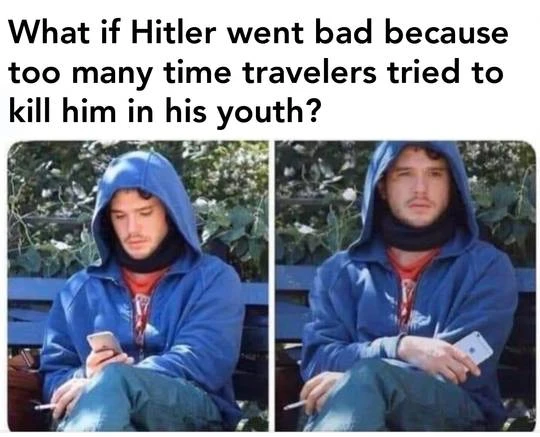 What if Hitler went bad because
too many time travelers tried to
kill him in his youth?